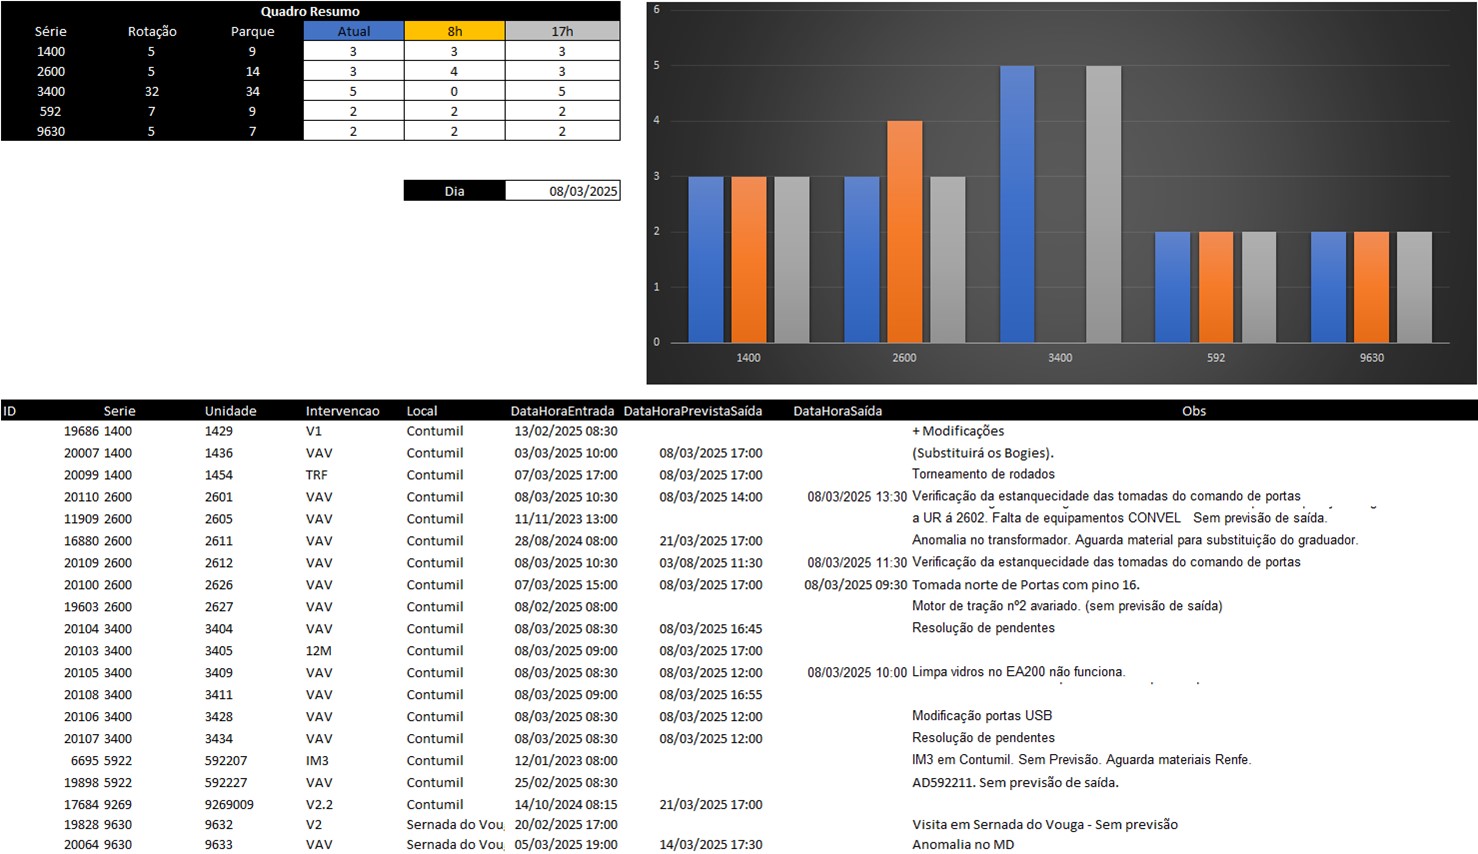 Quadro Resumo
Série Rotação Parque Atual 8h 17h
1400 5 9 3 3 3
2600 5 14 3 4 3
3400 32 34 5 0 5
592 7 9 2 2 2
9630 5 7 2 2 2
Dia 08/03/2025
6
5
4
3
2
1
0
1400 2600 3400 592 9630
ID Serie Unidade Intervencao Local DataHoraEntrada DataHoraPrevistaSaída DataHoraSaída Obs
19686 1400 1429 V1 Contumil 13/02/2025 08:30 + Modificações
20007 1400 1436 VAV Contumil 03/03/2025 10:00 08/03/2025 17:00 (Substituirá os Bogies).
20099 1400 1454 TRF Contumil 07/03/2025 17:00 08/03/2025 17:00 Torneamento de rodados
20110 2600 2601 VAV Contumil 08/03/2025 10:30 08/03/2025 14:00 08/03/2025 13:30 Verificação da estanquecidade das tomadas do comando de portas
11909 2600 2605 VAV Contumil 11/11/2023 13:00 a UR á 2602. Falta de equipamentos CONVEL Sem previsão de saída.
16880 2600 2611 VAV Contumil 28/08/2024 08:00 21/03/2025 17:00 Anomalia no transformador. Aguarda material para substituição do graduador.
20109 2600 2612 VAV Contumil 08/03/2025 10:30 03/08/2025 11:30 08/03/2025 11:30 Verificação da estanquecidade das tomadas do comando de portas
20100 2600 2626 VAV Contumil 07/03/2025 15:00 08/03/2025 17:00 08/03/2025 09:30 Tomada norte de Portas com pino 16.
19603 2600 2627 VAV Contumil 08/02/2025 08:00 Motor de tração nº2 avariado. (sem previsão de saída)
20104 3400 3404 VAV Contumil 08/03/2025 08:30 08/03/2025 16:45 Resolução de pendentes
20103 3400 3405 12M Contumil 08/03/2025 09:00 08/03/2025 17:00
20105 3400 3409 VAV Contumil 08/03/2025 08:30 08/03/2025 12:00 08/03/2025 10:00 Limpa vidros no EA200 não funciona.
20108 3400 3411 VAV Contumil 08/03/2025 09:00 08/03/2025 16:55
20106 3400 3428 VAV Contumil 08/03/2025 08:30 08/03/2025 12:00 Modificação portas USB
20107 3400 3434 VAV Contumil 08/03/2025 08:30 08/03/2025 12:00 Resolução de pendentes
6695 5922 592207 IM3 Contumil 12/01/2023 08:00 IM3 em Contumil. Sem Previsão. Aguarda materiais Renfe.
19898 5922 592227 VAV Contumil 25/02/2025 08:30 AD592211. Sem previsão de saída.
17684 9269 9269009 V2.2 Contumil 14/10/2024 08:15 21/03/2025 17:00
19828 9630 9632 V2 Sernada do Vou 20/02/2025 17:00 Visita em Sernada do Vouga - Sem previsão
20064 9630 9633 VAV Sernada do Vou 05/03/2025 19:00 14/03/2025 17:30 Anomalia no MD